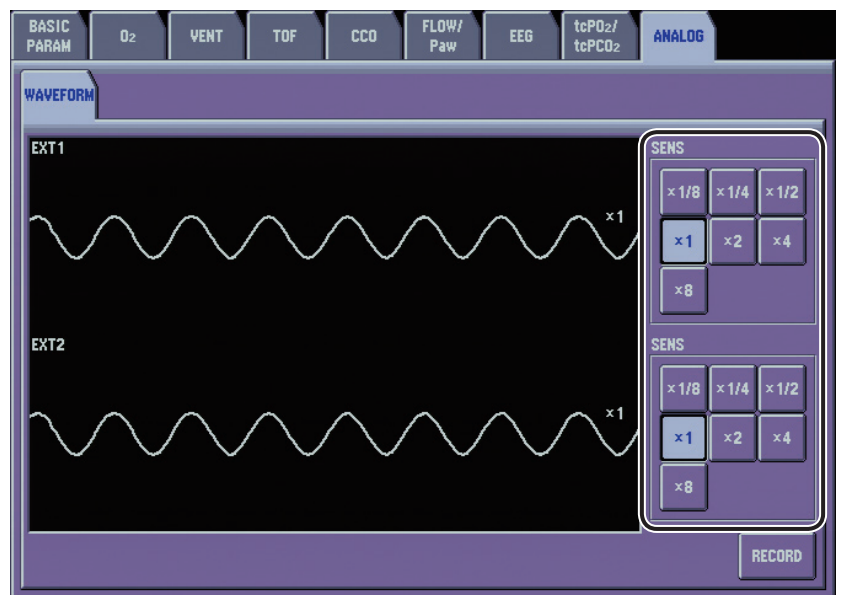 BASIC PARAM
O2
VENT
TOF
CCO
FLOW/ Paw
EEG
tcPO2/ tcPCO2
ANALOG
WAVEFORM
EXT1
×1
SENS
×1/8 ×1/4 ×1/2
×1 ×2 ×4
×8
EXT2
×1
SENS
×1/8 ×1/4 ×1/2
×1 ×2 ×4
×8
RECORD